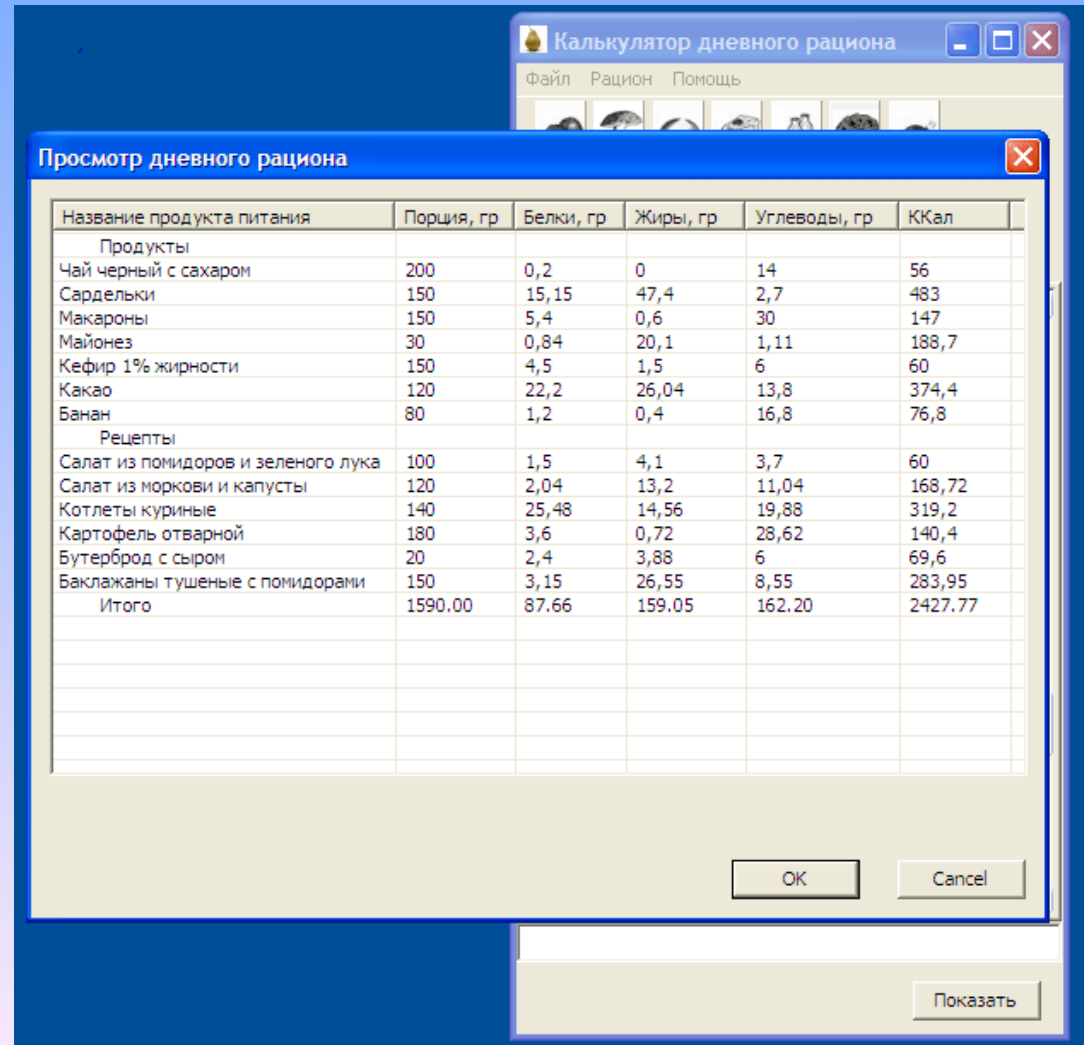 Калькулятор дневного рациона
Файл Рацион Помощь
Просмотр дневного рациона
Название продукта питания Порция, гр Белки, гр Жиры, гр Углеводы, гр ККал
Продукты
Чай черный с сахаром 200 0,2 0 14 56
Сардельки 150 15,15 47,4 2,7 483
Макароны 150 5,4 0,6 30 147
Майонез 30 0,84 20,1 1,11 188,7
Кефир 1% жирности 150 4,5 1,5 6 60
Какао 120 22,2 26,04 13,8 374,4
Банан 80 1,2 0,4 16,8 76,8
Рецепты
Салат из помидоров и зеленого лука 100 1,5 4,1 3,7 60
Салат из моркови и капусты 120 2,04 13,2 11,04 168,72
Котлеты куриные 140 25,48 14,56 19,88 319,2
Картофель отварной 180 3,6 0,72 28,62 140,4
Бутерброд с сыром 20 2,4 3,88 6 69,6
Баклажаны тушеные с помидорами 150 3,15 26,55 8,55 283,95
Итого 1590.00 87.66 159.05 162.20 2427.77
OK Cancel
Показать